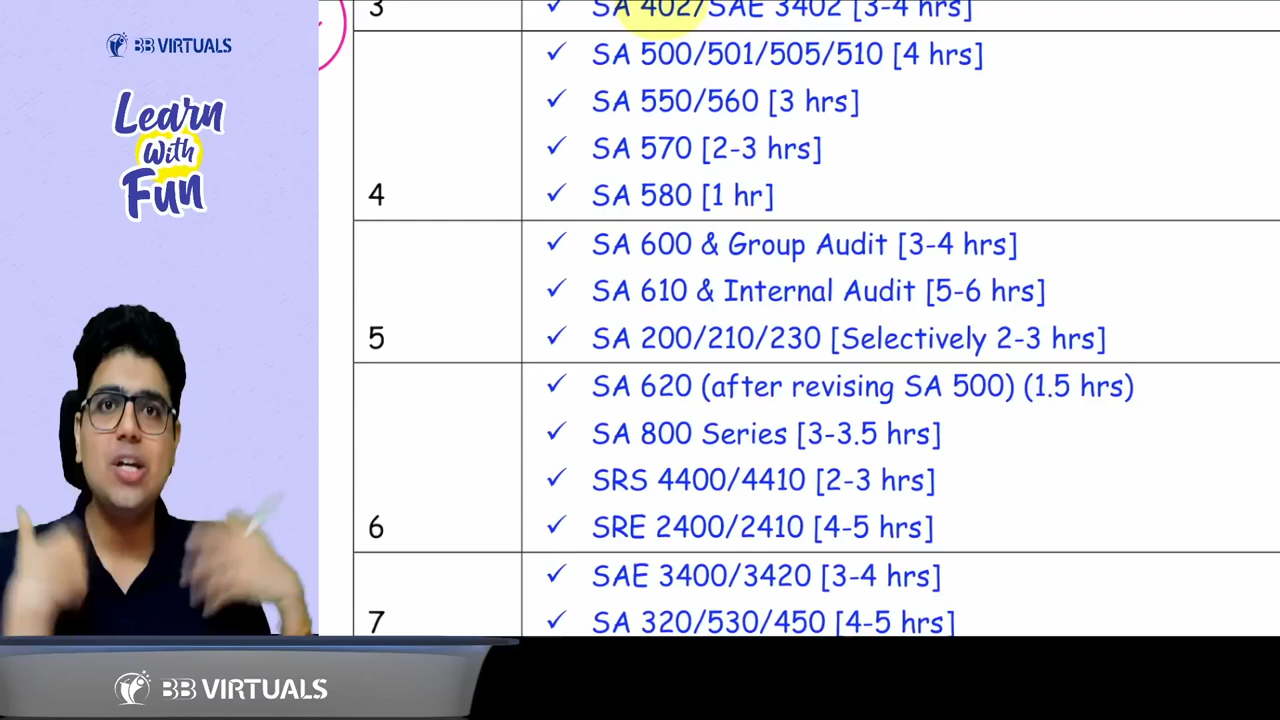 BB VIRTUALS
Learn
With
Fun
3
✓ SA 402/SAE 3402 [3-4 hrs]
✓ SA 500/501/505/510 [4 hrs]
✓ SA 550/560 [3 hrs]
✓ SA 570 [2-3 hrs]
4
✓ SA 580 [1 hr]
✓ SA 600 & Group Audit [3-4 hrs]
✓ SA 610 & Internal Audit [5-6 hrs]
5
✓ SA 200/210/230 [Selectively 2-3 hrs]
✓ SA 620 (after revising SA 500) (1.5 hrs)
✓ SA 800 Series [3-3.5 hrs]
✓ SRS 4400/4410 [2-3 hrs]
6
✓ SRE 2400/2410 [4-5 hrs]
✓ SAE 3400/3420 [3-4 hrs]
7
✓ SA 320/530/450 [4-5 hrs]
BB VIRTUALS